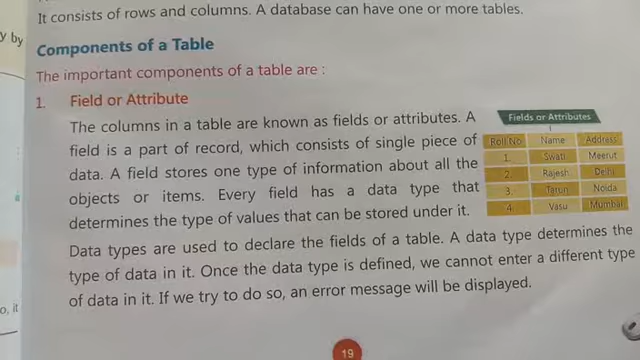 It consists of rows and columns. A database can have one or more tables.
y by
Components of a Table
The important components of a table are :
1. Field or Attribute
The columns in a table are known as fields or attributes. A
field is a part of record, which consists of single piece of
data. A field stores one type of information about all the
objects or items. Every field has a data type that
determines the type of values that can be stored under it.
Fields or Attributes
Roll No Name Address
1. Swati Meerut
2. Rajesh Delhi
3. Tarun Noida
4. Vasu Mumbai
Data types are used to declare the fields of a table. A data type determines the
type of data in it. Once the data type is defined, we cannot enter a different type
of data in it. If we try to do so, an error message will be displayed.
o, it
19